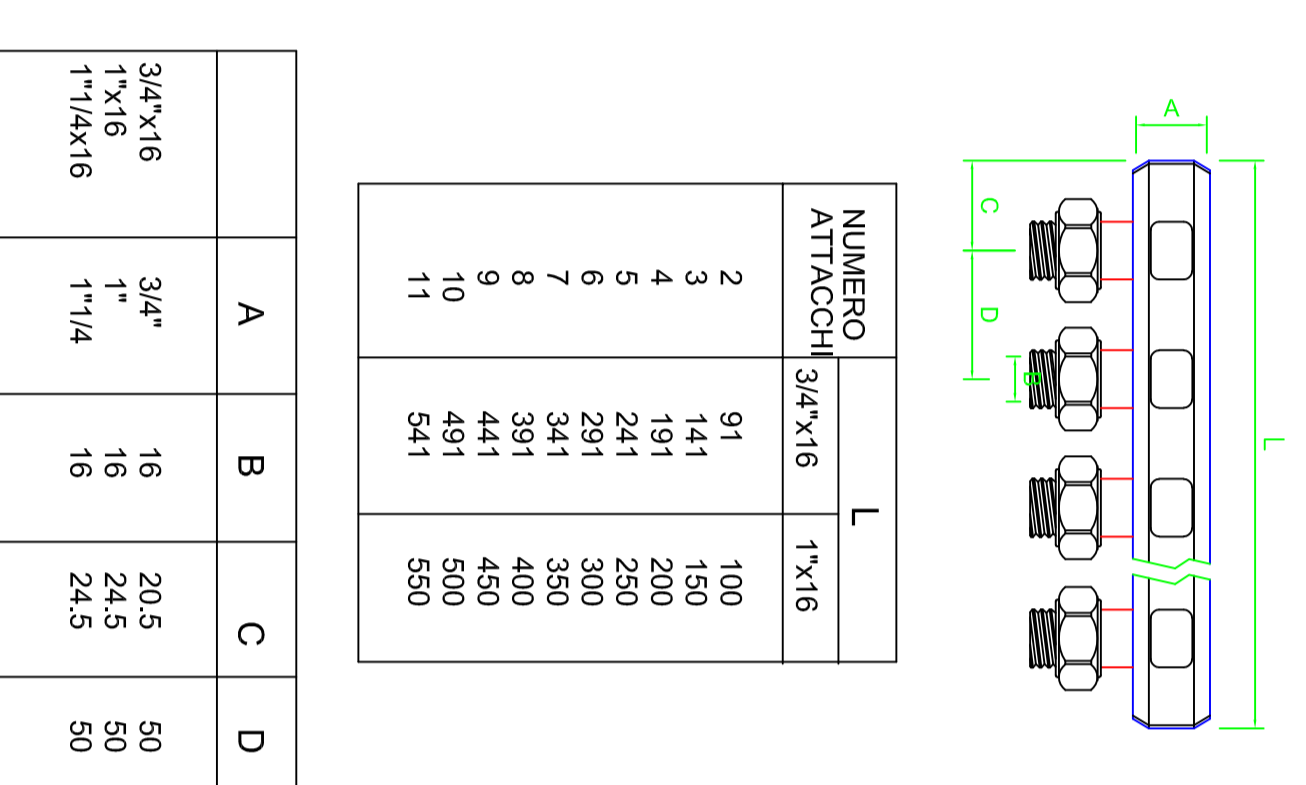 A
C
D
B
L
NUMERO
ATTACCHI
L
3/4"x16
1"x16
2 91 100
3 141 150
4 191 200
5 241 250
6 291 300
7 341 350
8 391 400
9 441 450
10 491 500
11 541 550
A B C D
3/4"x16 3/4" 16 20.5 50
1"x16 1" 16 24.5 50
1"1/4x16 1"1/4 16 24.5 50